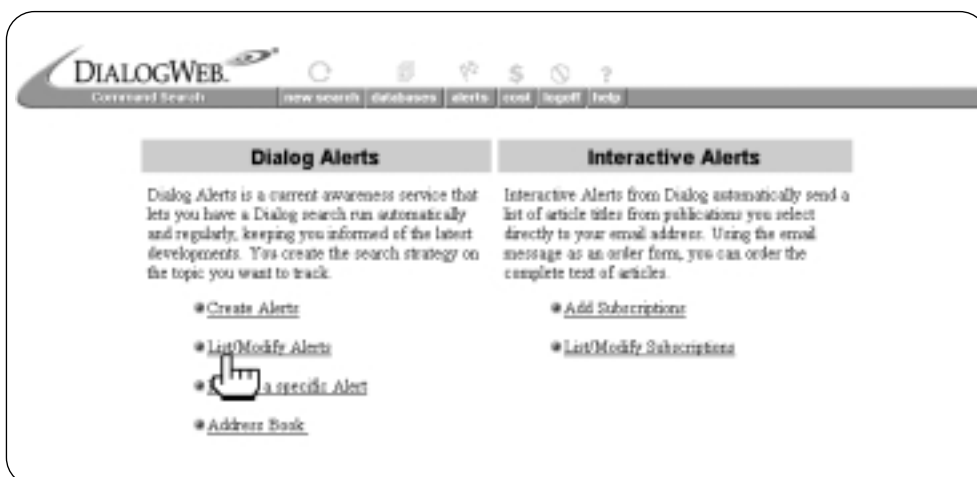 DIALOGWEB.
Command Search
new search databases alerts cost logoff help
Dialog Alerts
Dialog Alerts is a current awareness service that
lets you have a Dialog search run automatically
and regularly, keeping you informed of the latest
developments. You create the search strategy on
the topic you want to track.
Create Alerts
List/Modify Alerts
a specific Alert
Address Book
Interactive Alerts
Interactive Alerts from Dialog automatically send a
list of article titles from publications you select
directly to your email address. Using the email
message as an order form, you can order the
complete text of articles.
Add Subscriptions
List/Modify Subscriptions